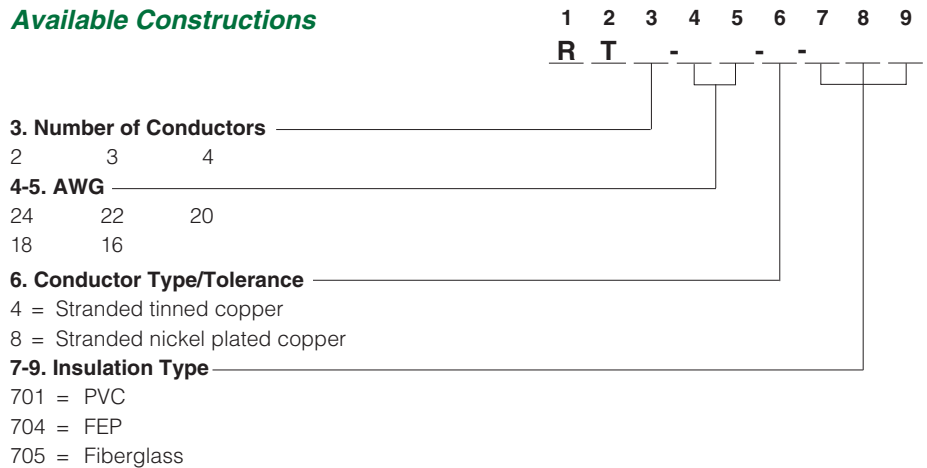 Available Constructions 1 2 3 4 5 6 7 8 9
R T - - -
3. Number of Conductors
2 3 4
4-5. AWG
24 22 20
18 16
6. Conductor Type/Tolerance
4 = Stranded tinned copper
8 = Stranded nickel plated copper
7-9. Insulation Type
701 = PVC
704 = FEP
705 = Fiberglass